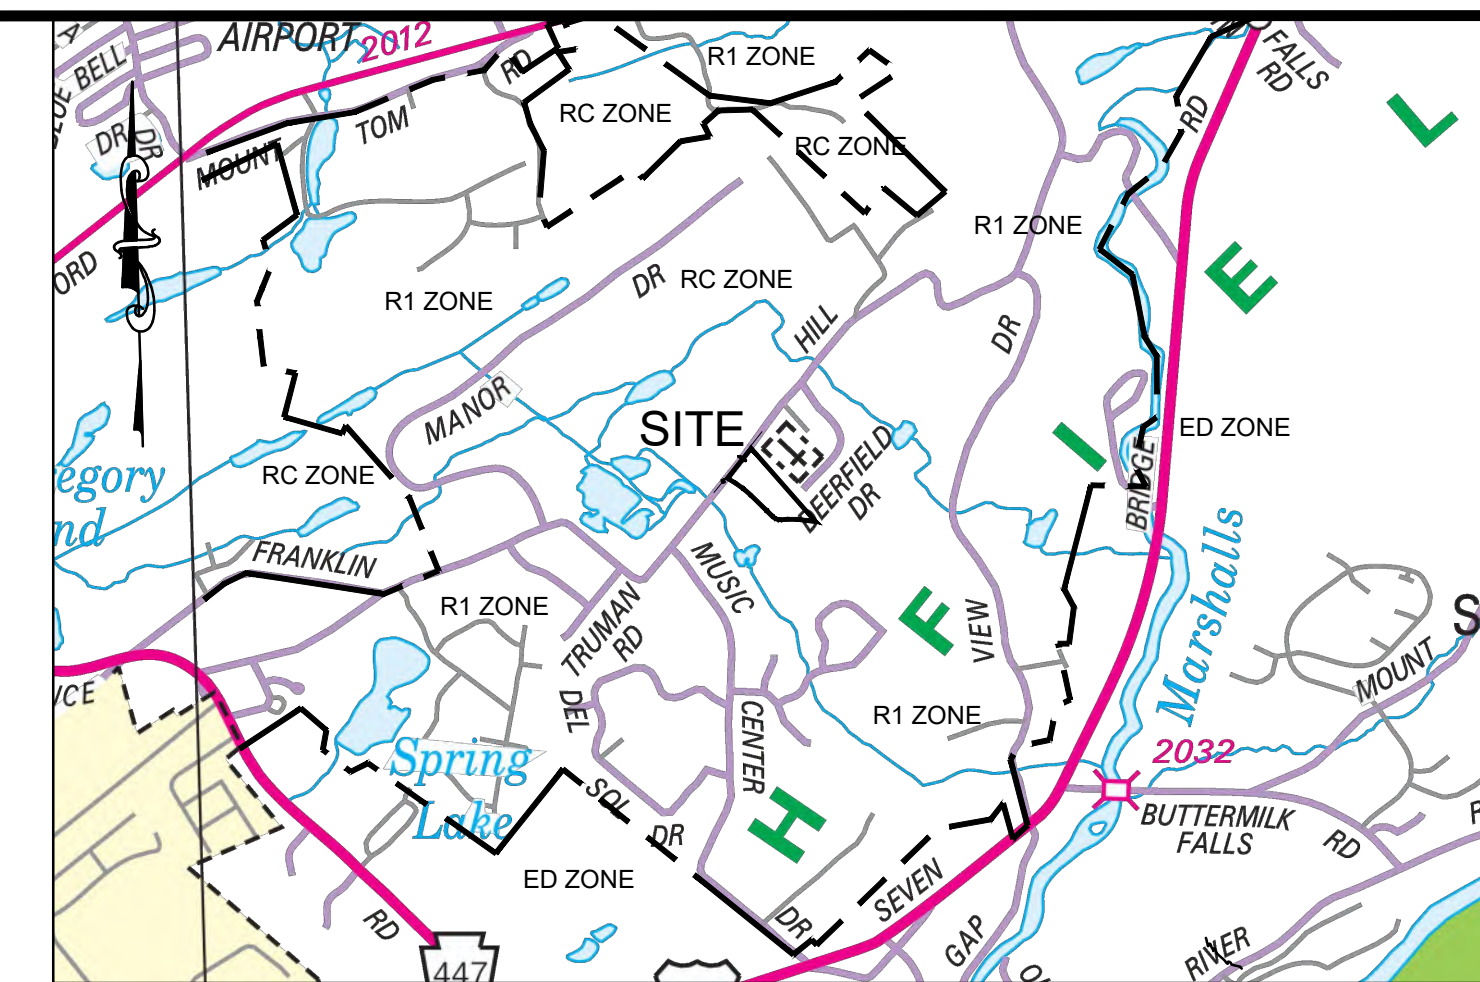 AIRPORT
2012
BLUE BELL
DR
DR
MOUNT
TOM
RD
R1 ZONE
RC ZONE
RC ZONE
FALLS
RD
RD
L
ORD
R1 ZONE
DR
RC ZONE
R1 ZONE
E
HILL
DR
MANOR
SITE
ED ZONE
RC ZONE
egory
nd
I
BRIDGE
DEERFIELD
DR
FRANKLIN
R1 ZONE
MUSIC
TRUMAN
RD
F
VIEW
Marshalls
S
MOUNT
DEL
CENTER
R1 ZONE
2032
Spring
Lake
SOL
DR
H
BUTTERMILK
FALLS
RD
ED ZONE
SEVEN
DR
RD
GAP
RIVER
447